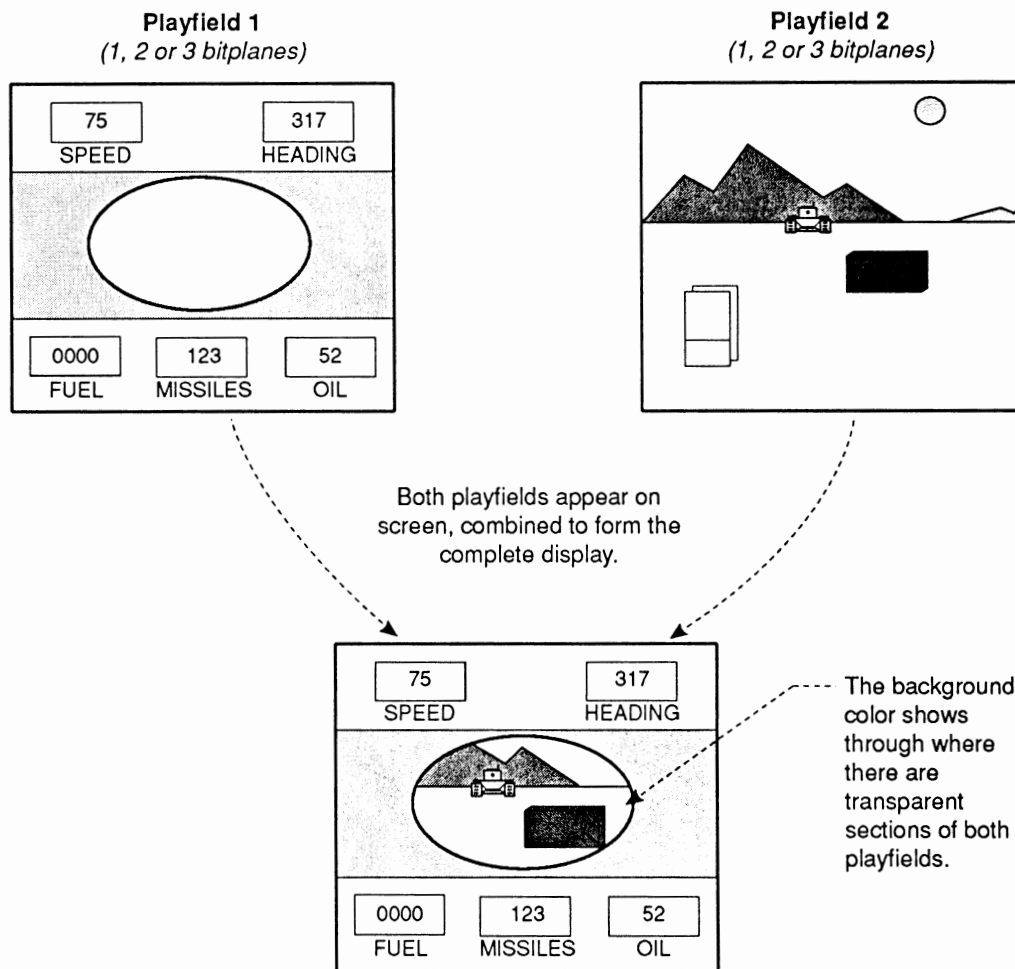 Playfield 1
(1, 2 or 3 bitplanes)
75
SPEED
317
HEADING
0000
FUEL
123
MISSILES
52
OIL
Playfield 2
(1, 2 or 3 bitplanes)
Both playfields appear on
screen, combined to form the
complete display.
75
SPEED
317
HEADING
0000
FUEL
123
MISSILES
52
OIL
The background
color shows
through where
there are
transparent
sections of both
playfields.